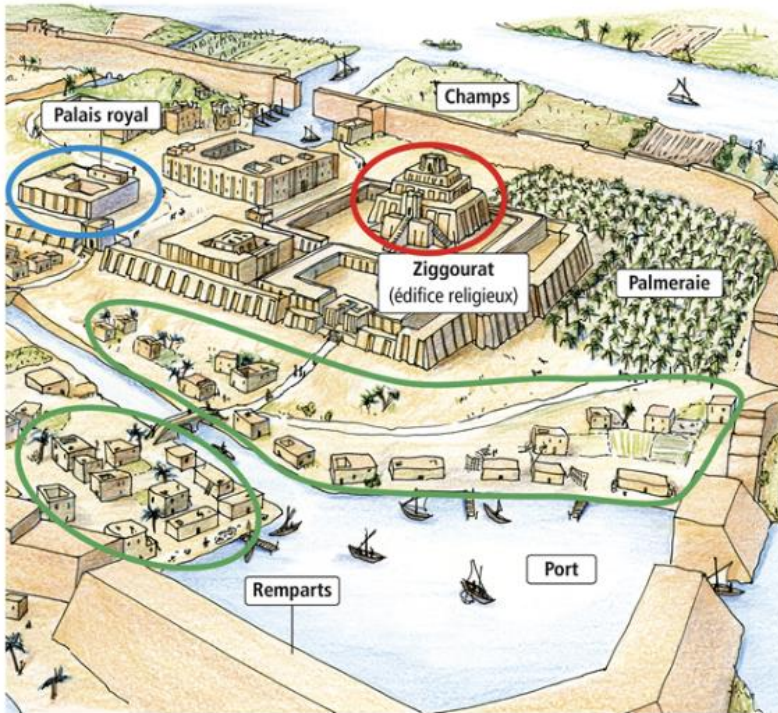 Champs
Palais royal
Ziggourat
(édifice religieux)
Palmeraie
Port
Remparts